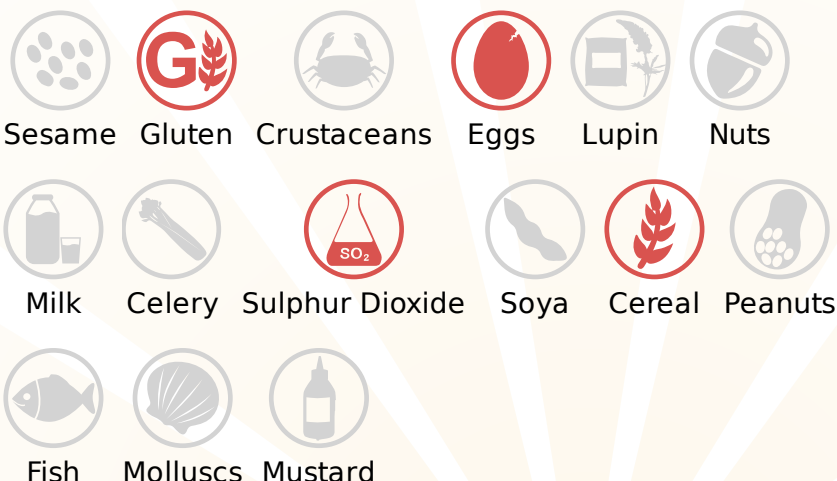 G
Sesame Gluten Crustaceans Eggs Lupin Nuts
SO₂
Milk Celery Sulphur Dioxide Soya Cereal Peanuts
Fish Molluscs Mustard